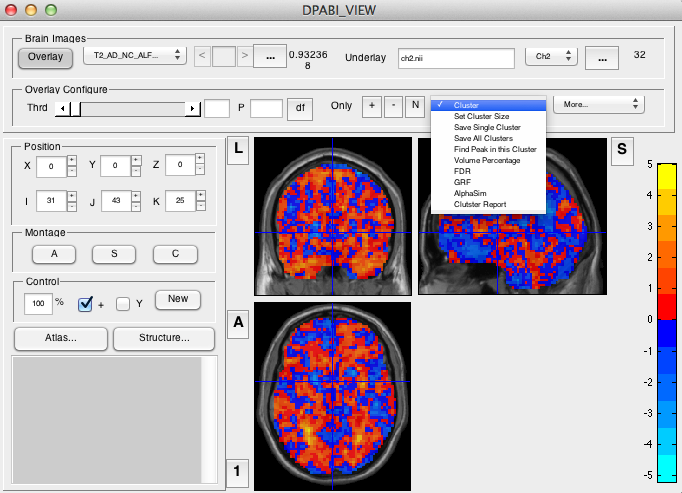 DPABI_VIEW
Brain Images
Overlay T2_AD_NC_ALF... < > ... 0.932368 Underlay ch2.nii Ch2 ... 32
Overlay Configure
Thrd P df Only + - N More...
✓ Cluster
Set Cluster Size
Save Single Cluster
Save All Clusters
Find Peak in this Cluster
Volume Percentage
FDR
GRF
AlphaSim
Clutster Report
Position
X 0 Y 0 Z 0
I 31 J 43 K 25
Montage
A S C
Control
100 % + Y New
Atlas... Structure...
L
S
A
1
5
4
3
2
1
0
-1
-2
-3
-4
-5